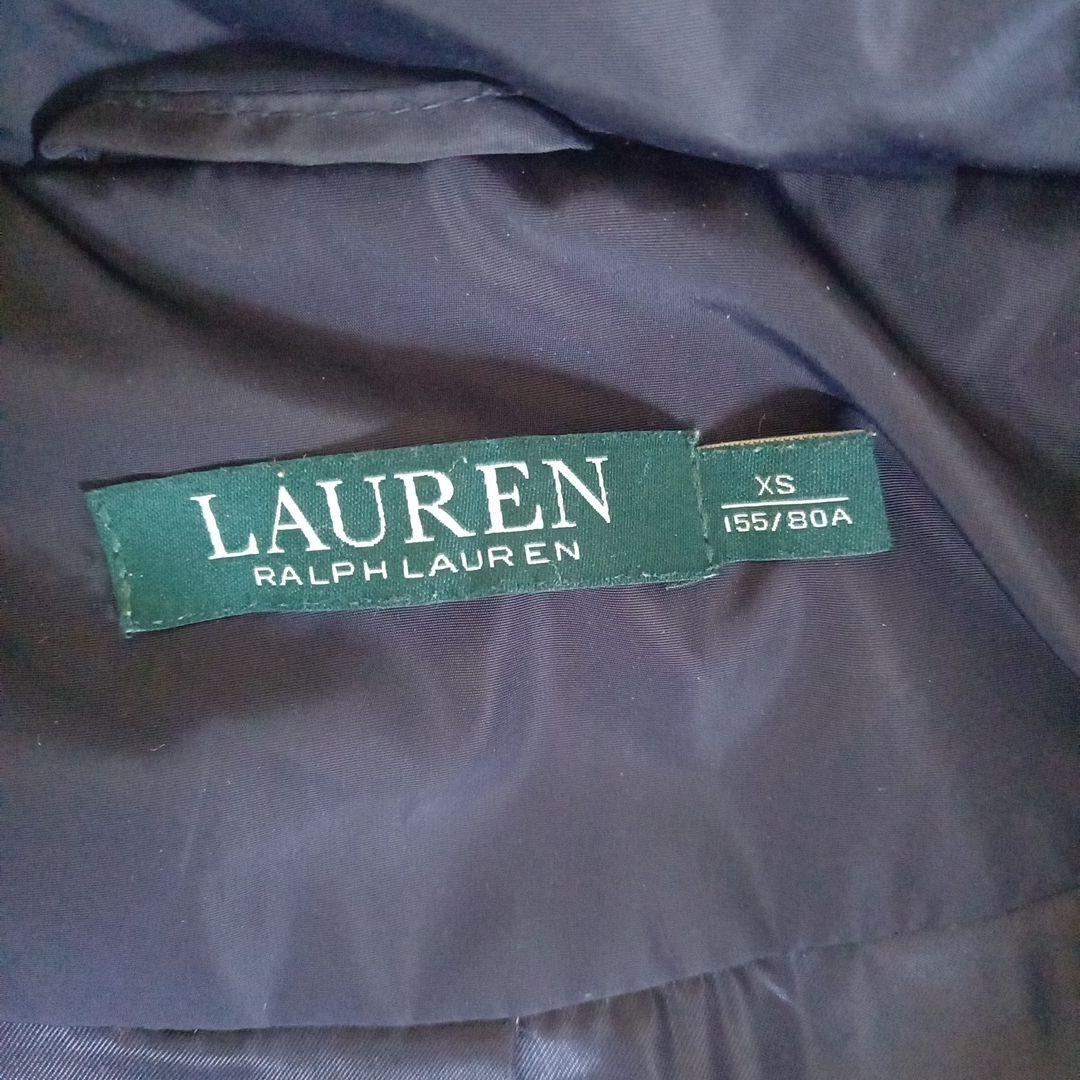 LAUREN
RALPH LAUREN
XS
155/80A